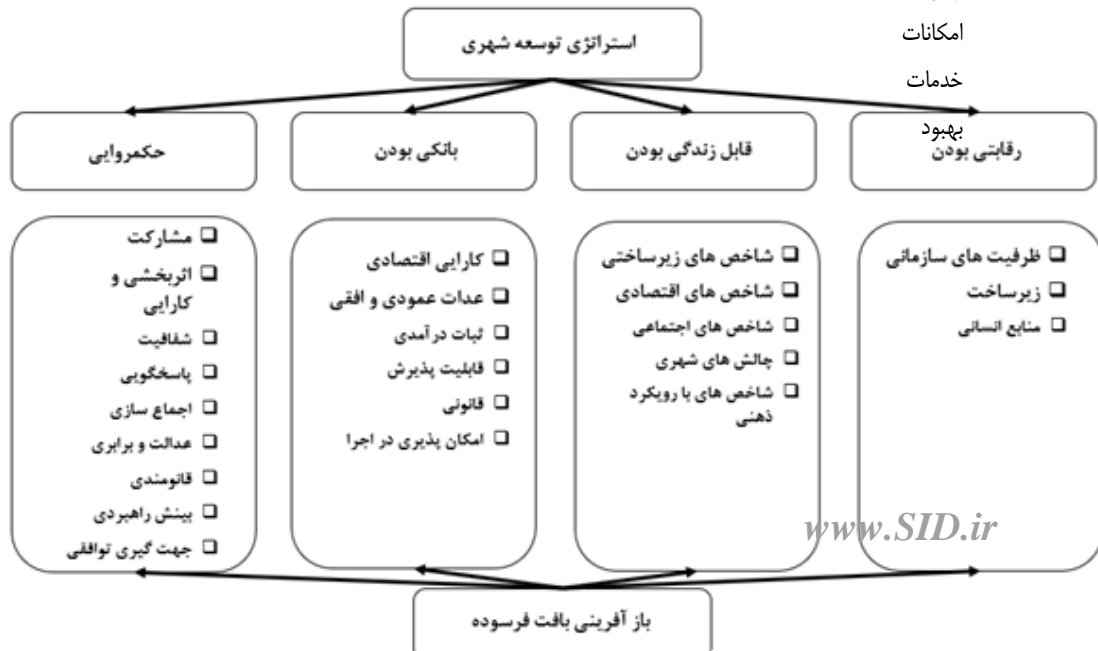 امکانات
خدمات
بهبود
استراتژی توسعه شهری
رقابتی بودن
قابل زندگی بودن
بانکی بودن
حکمروایی
ظرفیت های سازمانی
زیرساخت
منابع انسانی
شاخص های زیرساختی
شاخص های اقتصادی
شاخص های اجتماعی
چالش های شهری
شاخص های با رویکرد
ذهنی
کارایی اقتصادی
عدات عمودی و افقی
ثبات درآمدی
قابلیت پذیرش
قانونی
امکان پذیری در اجرا
مشارکت
اثربخشی و
کارایی
شفافیت
پاسخگویی
اجماع سازی
عدالت و برابری
قانومندی
بینش راهبردی
جهت گیری توافقی
www.SID.ir
باز آفرینی بافت فرسوده